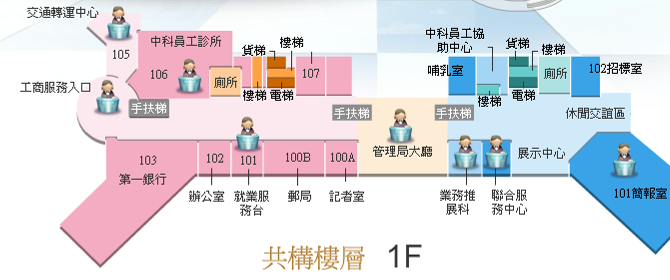 交通轉運中心
105
中科員工診所
106
廁所
貨梯
樓梯
樓梯
電梯
107
工商服務入口
手扶梯
中科員工協
助中心
哺乳室
貨梯
樓梯
樓梯
電梯
廁所
102招標室
手扶梯
手扶梯
休閒交誼區
103
第一銀行
102
辦公室
101
就業服
務台
100B
郵局
100A
記者室
管理局大廳
業務推
展科
聯合服
務中心
展示中心
101簡報室
共構樓層 1F